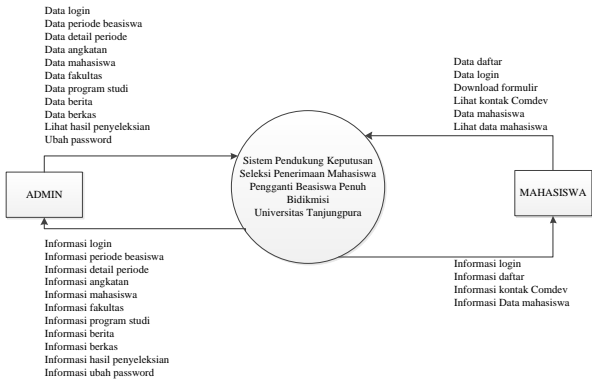 Data login
Data periode beasiswa
Data detail periode
Data angkatan
Data mahasiswa
Data fakultas
Data program studi
Data berita
Data berkas
Lihat hasil penyeleksian
Ubah password
Data daftar
Data login
Download formulir
Lihat kontak Comdev
Data mahasiswa
Lihat data mahasiswa
ADMIN
Sistem Pendukung Keputusan
Seleksi Penerimaan Mahasiswa
Pengganti Beasiswa Penuh
Bidikmisi
Universitas Tanjungpura
MAHASISWA
Informasi login
Informasi periode beasiswa
Informasi detail periode
Informasi angkatan
Informasi mahasiswa
Informasi fakultas
Informasi program studi
Informasi berita
Informasi berkas
Informasi hasil penyeleksian
Informasi ubah password
Informasi login
Informasi daftar
Informasi kontak Comdev
Informasi Data mahasiswa